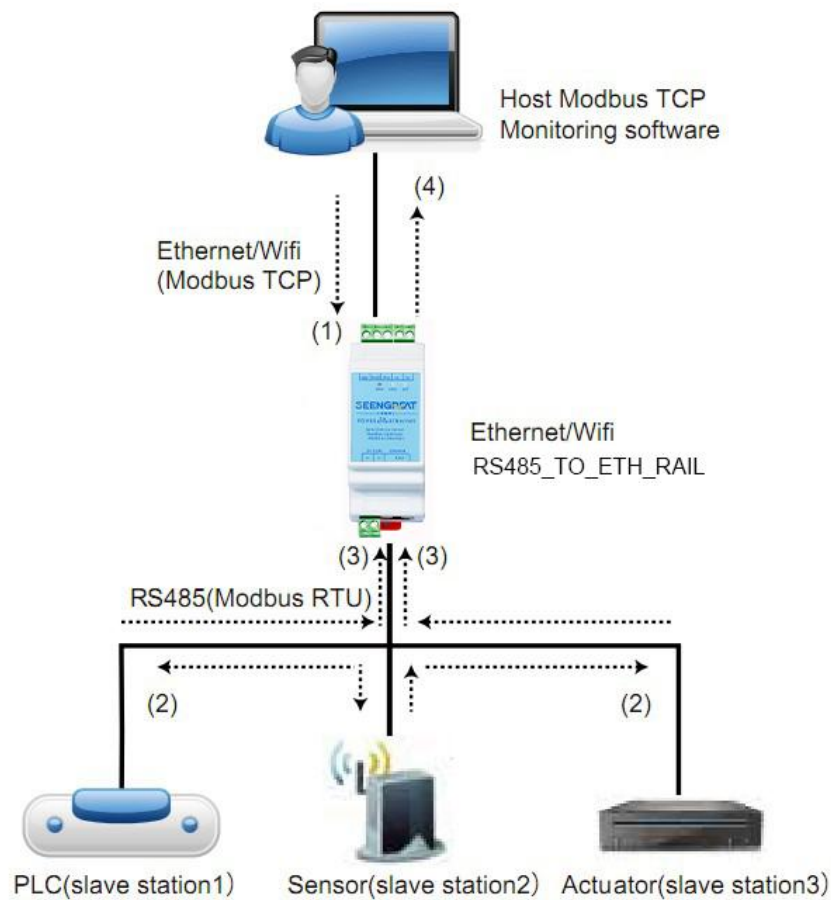 Host Modbus TCP
Monitoring software
(4)
Ethernet/Wifi
(Modbus TCP)
(1)
SEENGREAT
Ethernet/Wifi
RS485_TO_ETH_RAIL
(3)
(3)
RS485(Modbus RTU)
(2)
(2)
PLC(slave station1)
Sensor(slave station2)
Actuator(slave station3)